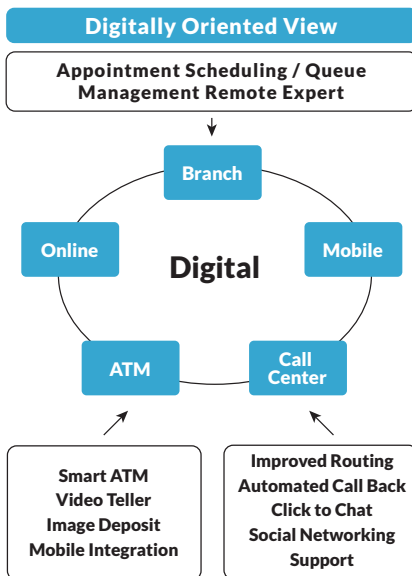 Digitally Oriented View
Appointment Scheduling / Queue
Management Remote Expert
Branch
Online
Mobile
Digital
ATM
Call
Center
Smart ATM
Video Teller
Image Deposit
Mobile Integration
Improved Routing
Automated Call Back
Click to Chat
Social Networking
Support